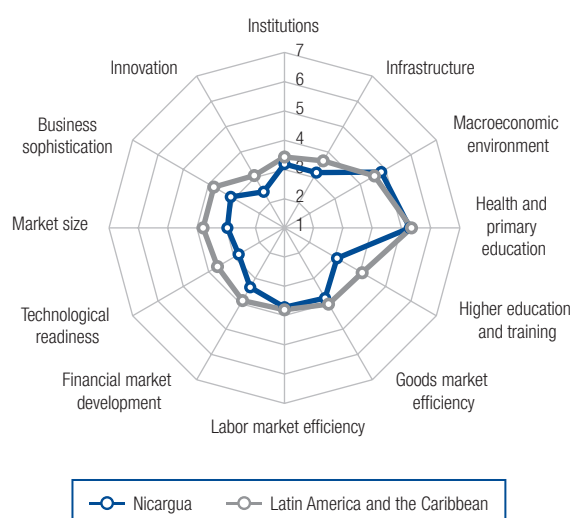 Institutions
Infrastructure
Macroeconomic
environment
Health and
primary
education
Higher education
and training
Goods market
efficiency
Labor market efficiency
Financial market
development
Technological
readiness
Market size
Business
sophistication
Innovation
7
6
5
4
3
2
1
Nicargua
Latin America and the Caribbean